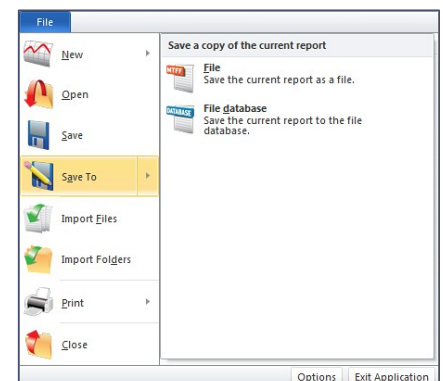 File
New
Open
Save
Save To
Import Files
Import Folders
Print
Close
Save a copy of the current report
MTFF
File
Save the current report as a file.
DATABASE
File database
Save the current report to the file
database.
Options Exit Application